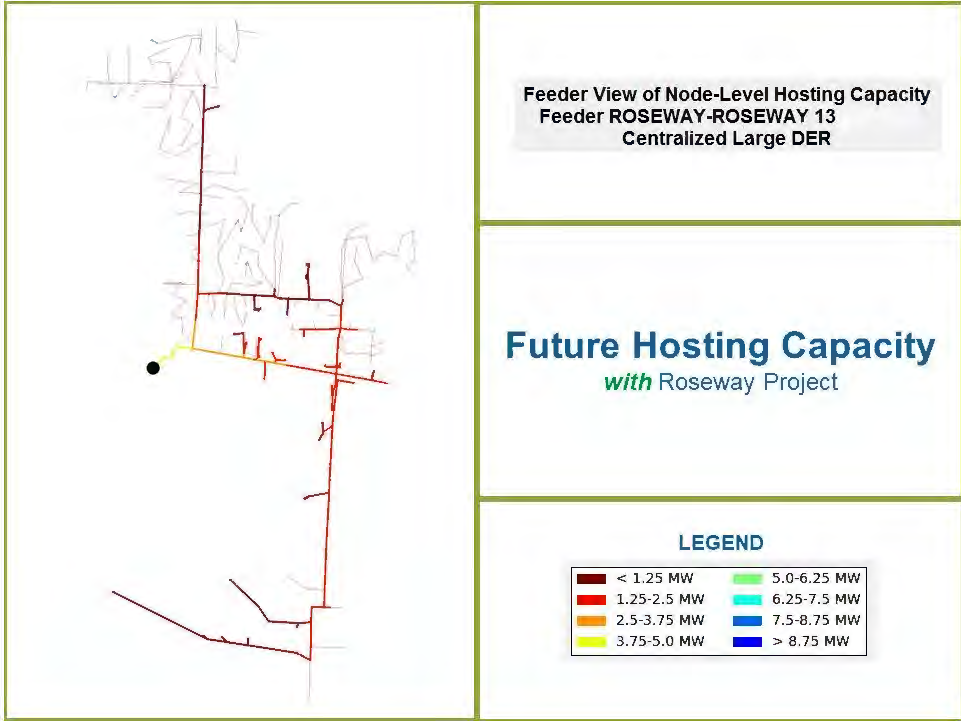 Feeder View of Node-Level Hosting Capacity
Feeder ROSEWAY-ROSEWAY 13
Centralized Large DER
Future Hosting Capacity
with Roseway Project
LEGEND
< 1.25 MW
1.25-2.5 MW
2.5-3.75 MW
3.75-5.0 MW
5.0-6.25 MW
6.25-7.5 MW
7.5-8.75 MW
> 8.75 MW